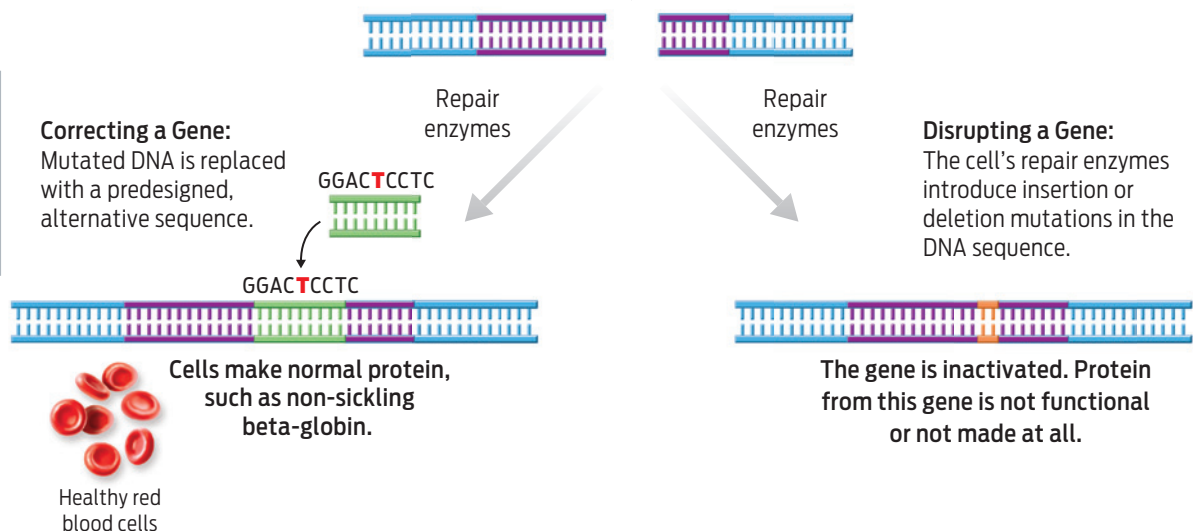 Repair
enzymes
Repair
enzymes
Correcting a Gene:
Mutated DNA is replaced
with a predesigned,
alternative sequence.
GGACTCCTC
GGACTCCTC
Cells make normal protein,
such as non-sickling
beta-globin.
Healthy red
blood cells
Disrupting a Gene:
The cell’s repair enzymes
introduce insertion or
deletion mutations in the
DNA sequence.
The gene is inactivated. Protein
from this gene is not functional
or not made at all.